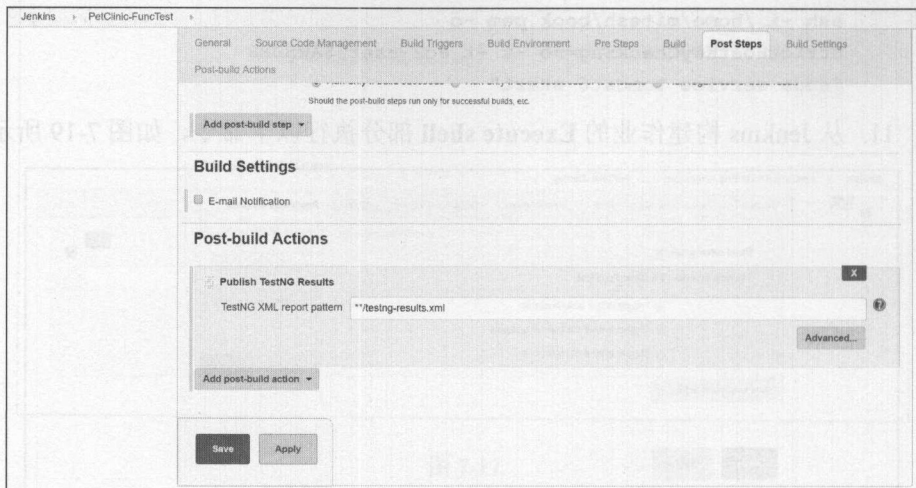 Jenkins › PetClinic-FuncTest ›
General Source Code Management Build Triggers Build Environment Pre Steps Build Post Steps Build Settings
Post-build Actions
Should the post-build steps run only for successful builds, etc.
Add post-build step
Build Settings
E-mail Notification
Post-build Actions
Publish TestNG Results
X
TestNG XML report pattern **/testng-results.xml
Advanced...
Add post-build action
Save Apply